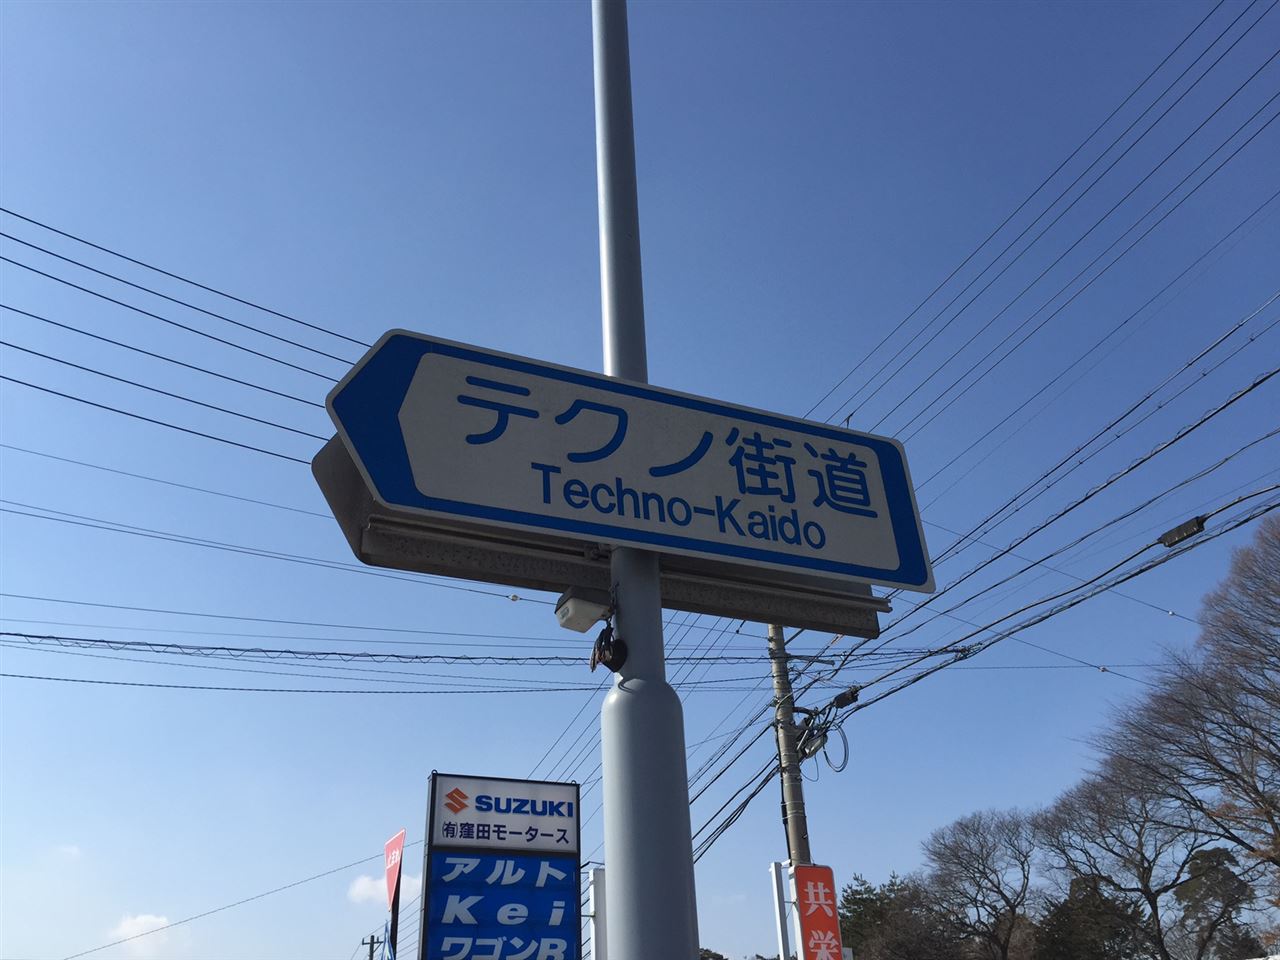 テクノ街道
Techno-Kaido
SUZUKI
㈲窪田モータース
アルト
Kei
ワゴンR
共栄